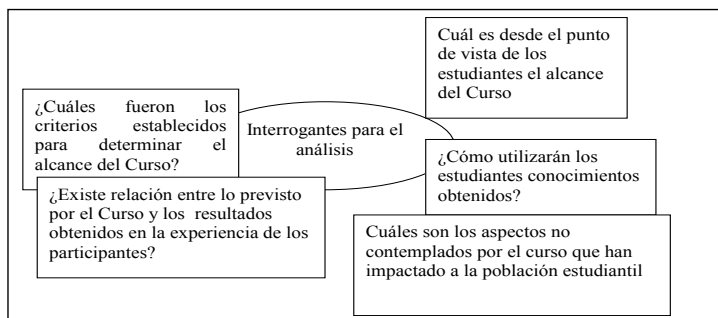 Cuál es desde el punto
de vista de los
estudiantes el alcance
del Curso
¿Cuáles fueron los
criterios establecidos
para determinar el
alcance del Curso?
Interrogantes para el
análisis
¿Cómo utilizarán los
estudiantes conocimientos
obtenidos?
¿Existe relación entre lo previsto
por el Curso y los resultados
obtenidos en la experiencia de los
participantes?
Cuáles son los aspectos no
contemplados por el curso que han
impactado a la población estudiantil